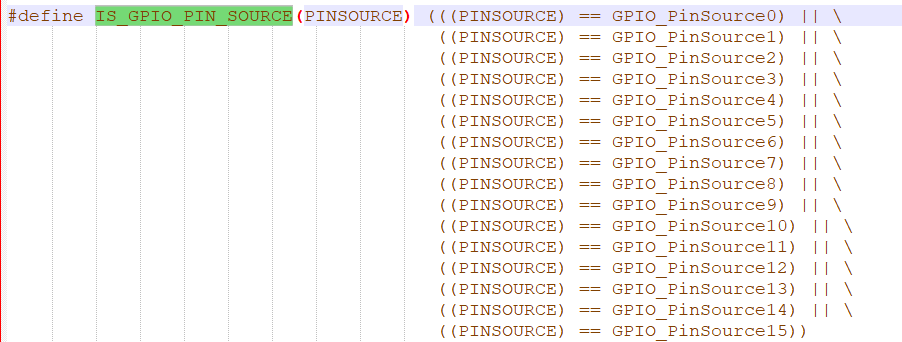 #define IS_GPIO_PIN_SOURCE(PINSOURCE) (((PINSOURCE) == GPIO_PinSource0) || \
((PINSOURCE) == GPIO_PinSource1) || \
((PINSOURCE) == GPIO_PinSource2) || \
((PINSOURCE) == GPIO_PinSource3) || \
((PINSOURCE) == GPIO_PinSource4) || \
((PINSOURCE) == GPIO_PinSource5) || \
((PINSOURCE) == GPIO_PinSource6) || \
((PINSOURCE) == GPIO_PinSource7) || \
((PINSOURCE) == GPIO_PinSource8) || \
((PINSOURCE) == GPIO_PinSource9) || \
((PINSOURCE) == GPIO_PinSource10) || \
((PINSOURCE) == GPIO_PinSource11) || \
((PINSOURCE) == GPIO_PinSource12) || \
((PINSOURCE) == GPIO_PinSource13) || \
((PINSOURCE) == GPIO_PinSource14) || \
((PINSOURCE) == GPIO_PinSource15))